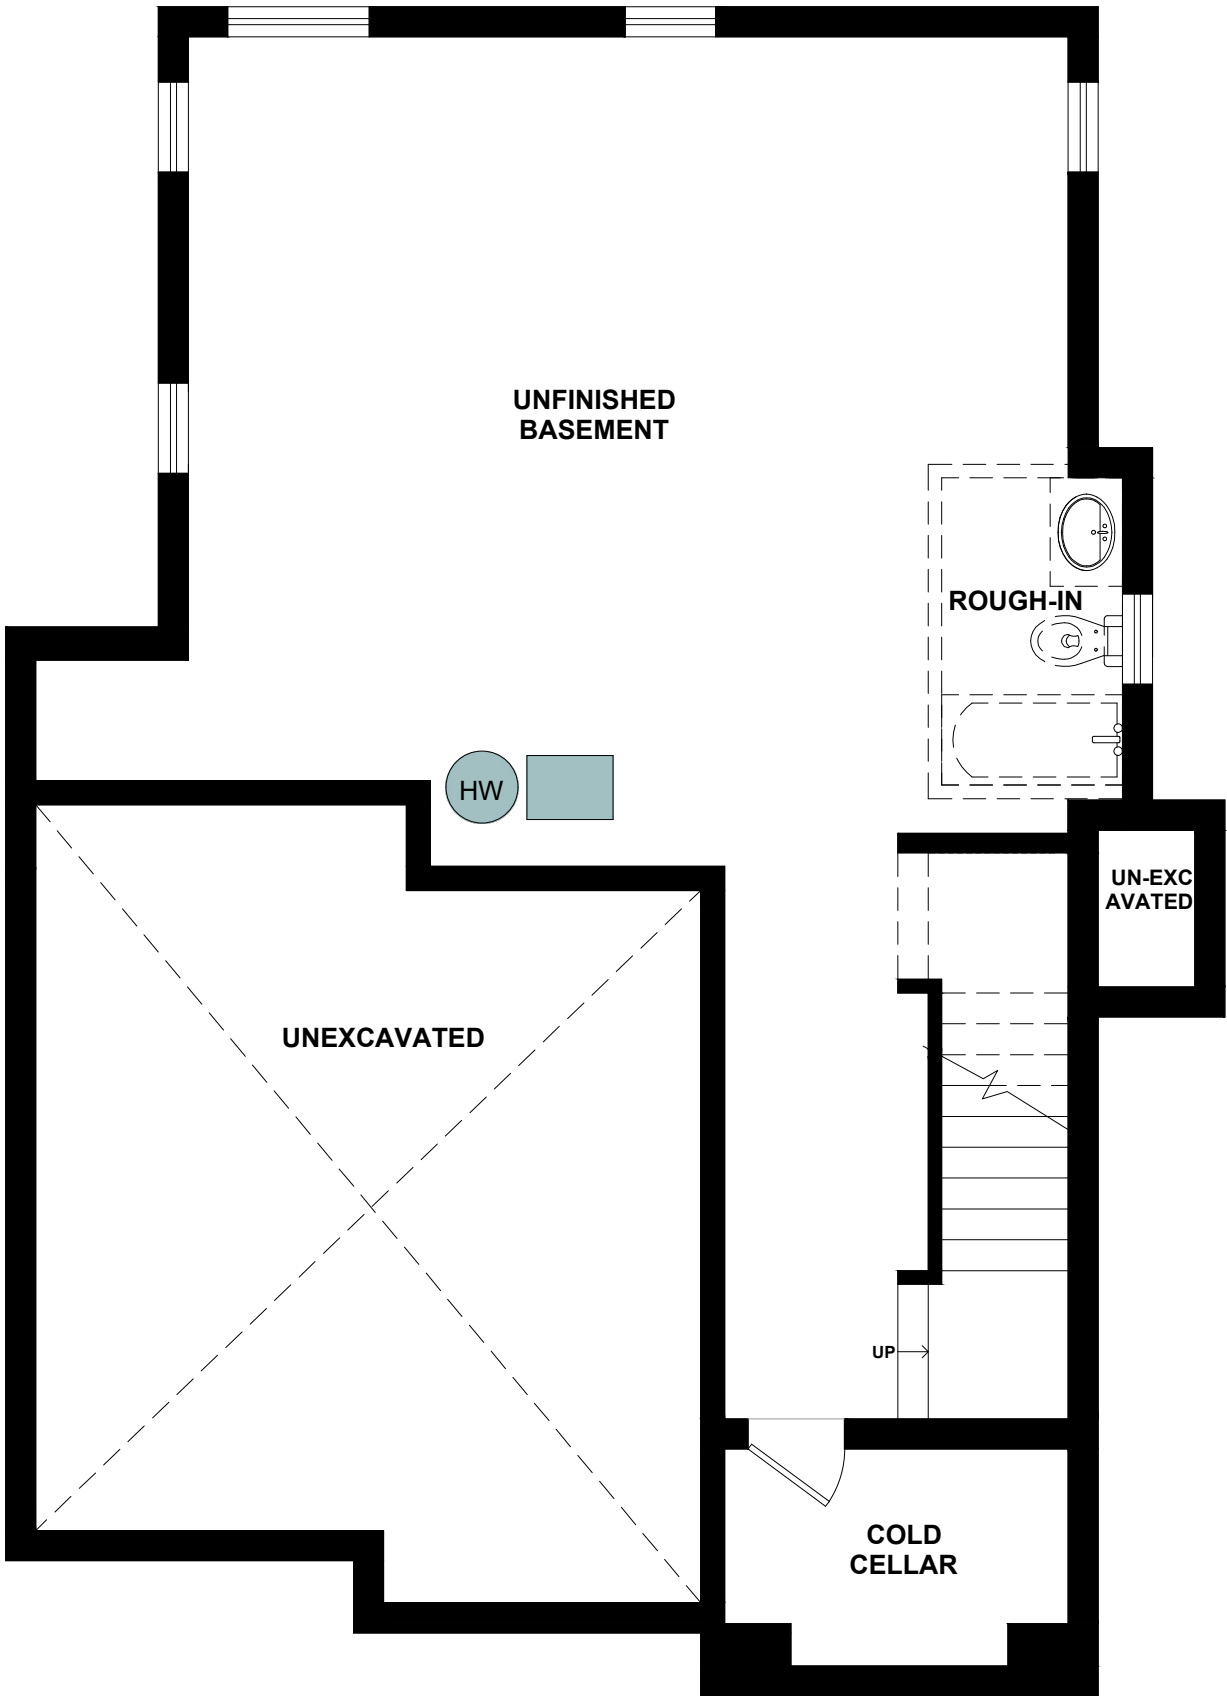 UNFINISHED
BASEMENT
ROUGH-IN
HW
UN-EXC
AVATED
UNEXCAVATED
UP
COLD
CELLAR